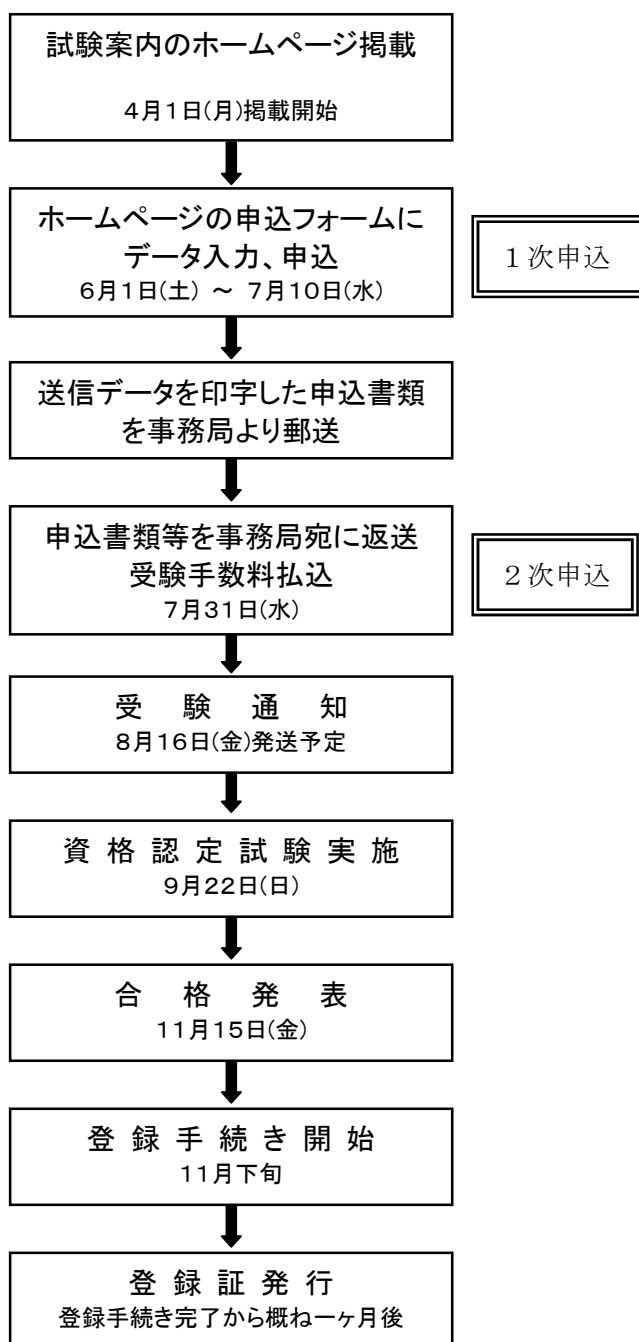 試験案内のホームページ掲載
4月1日(月)掲載開始
ホームページの申込フォームに
データ入力、申込
6月1日(土) ～ 7月10日(水)
1次申込
送信データを印字した申込書類
を事務局より郵送
申込書類等を事務局宛に返送
受験手数料払込
7月31日(水)
2次申込
受験通知
8月16日(金)発送予定
資格認定試験実施
9月22日(日)
合格発表
11月15日(金)
登録手続き開始
11月下旬
登録証発行
登録手続き完了から概ね一ヶ月後